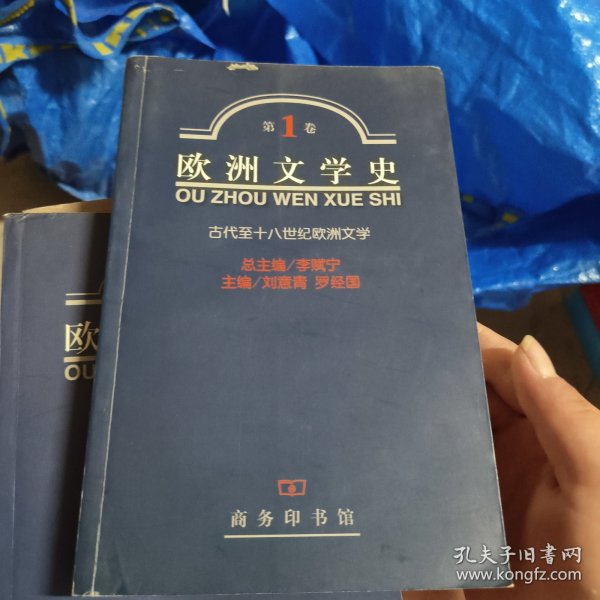 第1卷
欧洲文学史
OU ZHOU WEN XUE SHI
古代至十八世纪欧洲文学
总主编/李赋宁
主编/刘意青 罗经国
商务印书馆
欧
OU
孔夫子旧書网
www.kongfz.com